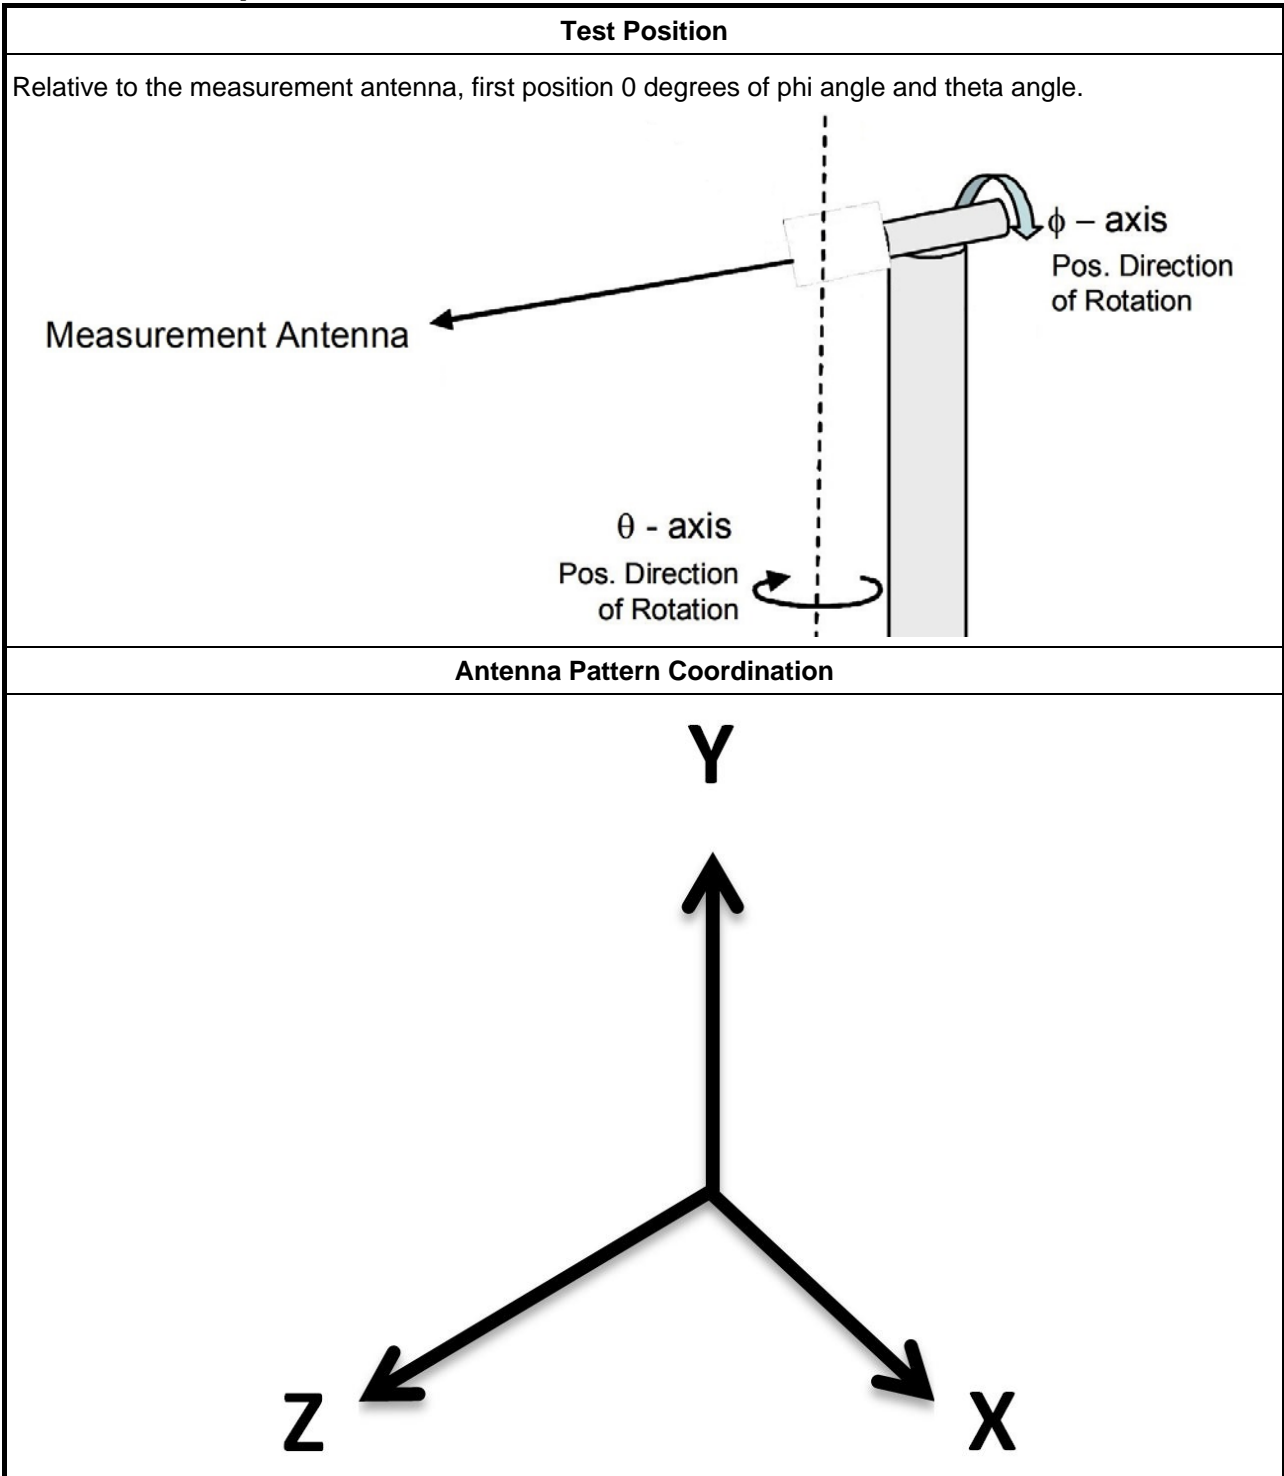 Test Position
Relative to the measurement antenna, first position 0 degrees of phi angle and theta angle.
ϕ – axis
Pos. Direction
of Rotation
Measurement Antenna
θ - axis
Pos. Direction
of Rotation
Antenna Pattern Coordination
Y
Z
X